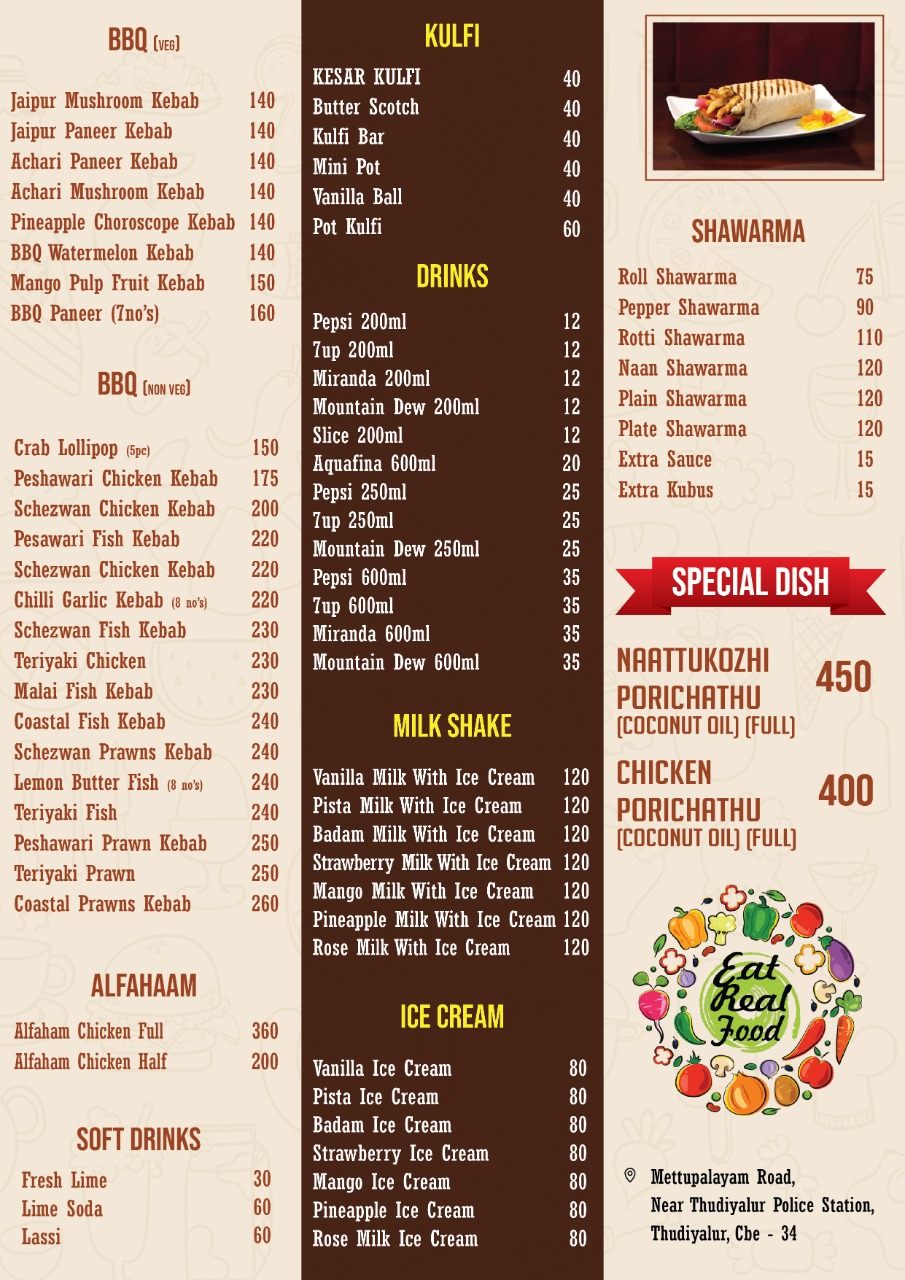 BBQ (VEG)
Jaipur Mushroom Kebab 140
Jaipur Paneer Kebab 140
Achari Paneer Kebab 140
Achari Mushroom Kebab 140
Pineapple Choroscope Kebab 140
BBQ Watermelon Kebab 140
Mango Pulp Fruit Kebab 150
BBQ Paneer (7no's) 160
BBQ (NON VEG)
Crab Lollipop (5pc) 150
Peshawari Chicken Kebab 175
Schezwan Chicken Kebab 200
Pesawari Fish Kebab 220
Schezwan Chicken Kebab 220
Chilli Garlic Kebab (8 no's) 220
Schezwan Fish Kebab 230
Teriyaki Chicken 230
Malai Fish Kebab 230
Coastal Fish Kebab 240
Schezwan Prawns Kebab 240
Lemon Butter Fish (8 no's) 240
Teriyaki Fish 240
Peshawari Prawn Kebab 250
Teriyaki Prawn 250
Coastal Prawns Kebab 260
ALFAHAAM
Alfaham Chicken Full 360
Alfaham Chicken Half 200
SOFT DRINKS
Fresh Lime 30
Lime Soda 60
Lassi 60
KULFI
KESAR KULFI 40
Butter Scotch 40
Kulfi Bar 40
Mini Pot 40
Vanilla Ball 40
Pot Kulfi 60
DRINKS
Pepsi 200ml 12
7up 200ml 12
Miranda 200ml 12
Mountain Dew 200ml 12
Slice 200ml 12
Aquafina 600ml 20
Pepsi 250ml 25
7up 250ml 25
Mountain Dew 250ml 25
Pepsi 600ml 35
7up 600ml 35
Miranda 600ml 35
Mountain Dew 600ml 35
MILK SHAKE
Vanilla Milk With Ice Cream 120
Pista Milk With Ice Cream 120
Badam Milk With Ice Cream 120
Strawberry Milk With Ice Cream 120
Mango Milk With Ice Cream 120
Pineapple Milk With Ice Cream 120
Rose Milk With Ice Cream 120
ICE CREAM
Vanilla Ice Cream 80
Pista Ice Cream 80
Badam Ice Cream 80
Strawberry Ice Cream 80
Mango Ice Cream 80
Pineapple Ice Cream 80
Rose Milk Ice Cream 80
SHAWARMA
Roll Shawarma 75
Pepper Shawarma 90
Rotti Shawarma 110
Naan Shawarma 120
Plain Shawarma 120
Plate Shawarma 120
Extra Sauce 15
Extra Kubus 15
SPECIAL DISH
NAATTUKOZHI 450
PORICHATHU
(COCONUT OIL) (FULL)
CHICKEN 400
PORICHATHU
(COCONUT OIL) (FULL)
Eat
Real
Food
Mettupalayam Road,
Near Thudiyalur Police Station,
Thudiyalur, Cbe - 34